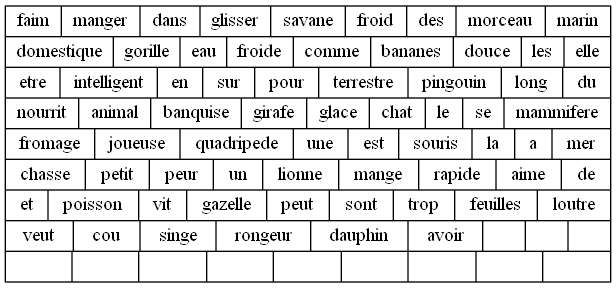 faim manger dans glisser savane froid des morceau marin
domestique gorille eau froide comme bananes douce les elle
etre intelligent en sur pour terrestre pingouin long du
nourrit animal banquise girafe glace chat le se mammifere
fromage joueuse quadripede une est souris la a mer
chasse petit peur un lionne mange rapide aime de
et poisson vit gazelle peut sont trop feuilles loutre
veut cou singe rongeur dauphin avoir